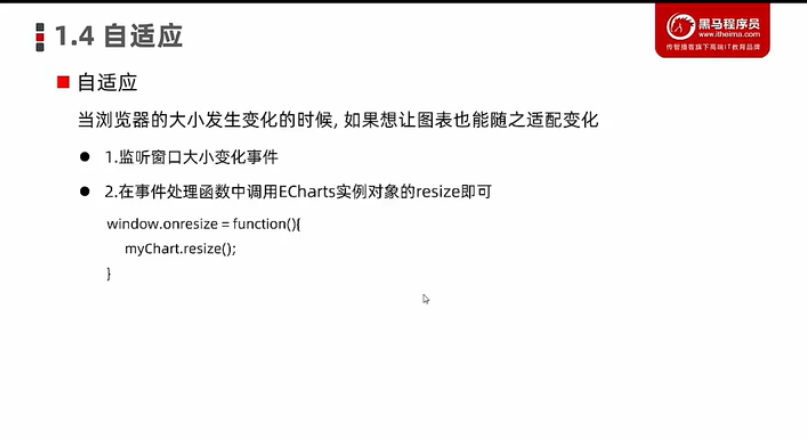 1.4 自适应
黑马程序员
www.itheima.com
传智播客旗下高端IT教育品牌
自适应
当浏览器的大小发生变化的时候, 如果想让图表也能随之适配变化
1.监听窗口大小变化事件
2.在事件处理函数中调用ECharts实例对象的resize即可
window.onresize = function(){
myChart.resize();
}